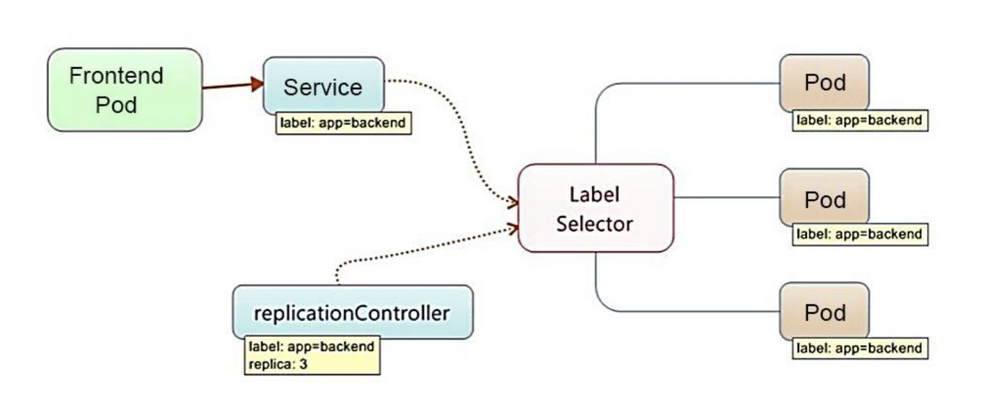 Frontend
Pod
Service
label: app=backend
replicationController
label: app=backend
replica: 3
Label
Selector
Pod
label: app=backend
Pod
label: app=backend
Pod
label: app=backend